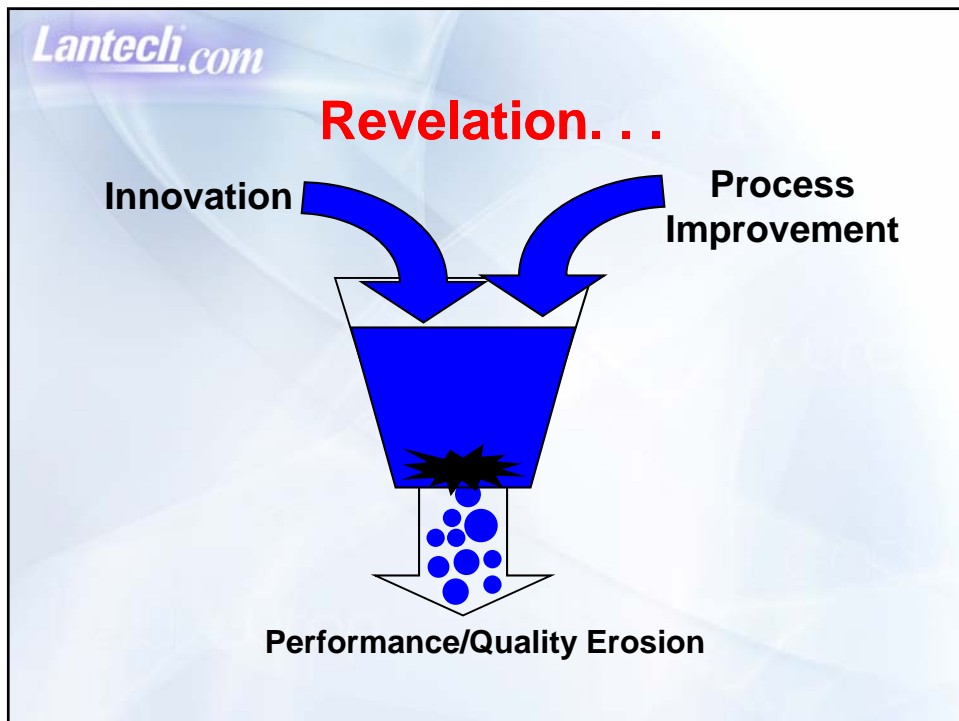 Lantech.com
Revelation. . .
Innovation
Process
Improvement
Performance/Quality Erosion